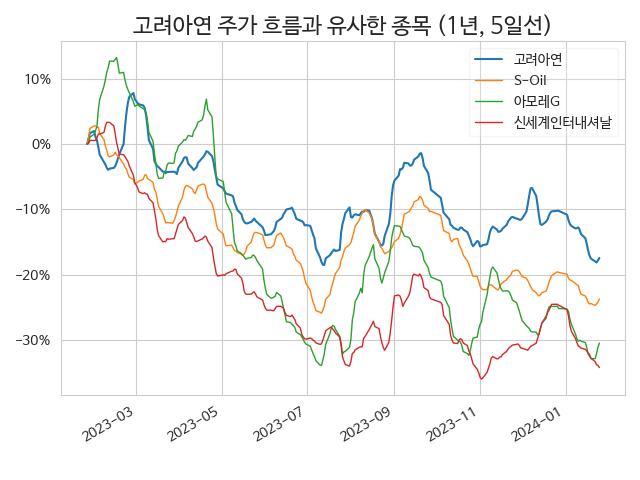 고려아연 주가 흐름과 유사한 종목 (1년, 5일선)
고려아연
S-Oil
아모레G
신세계인터내셔날
10%
0%
−10%
−20%
−30%
2023-03
2023-05
2023-07
2023-09
2023-11
2024-01